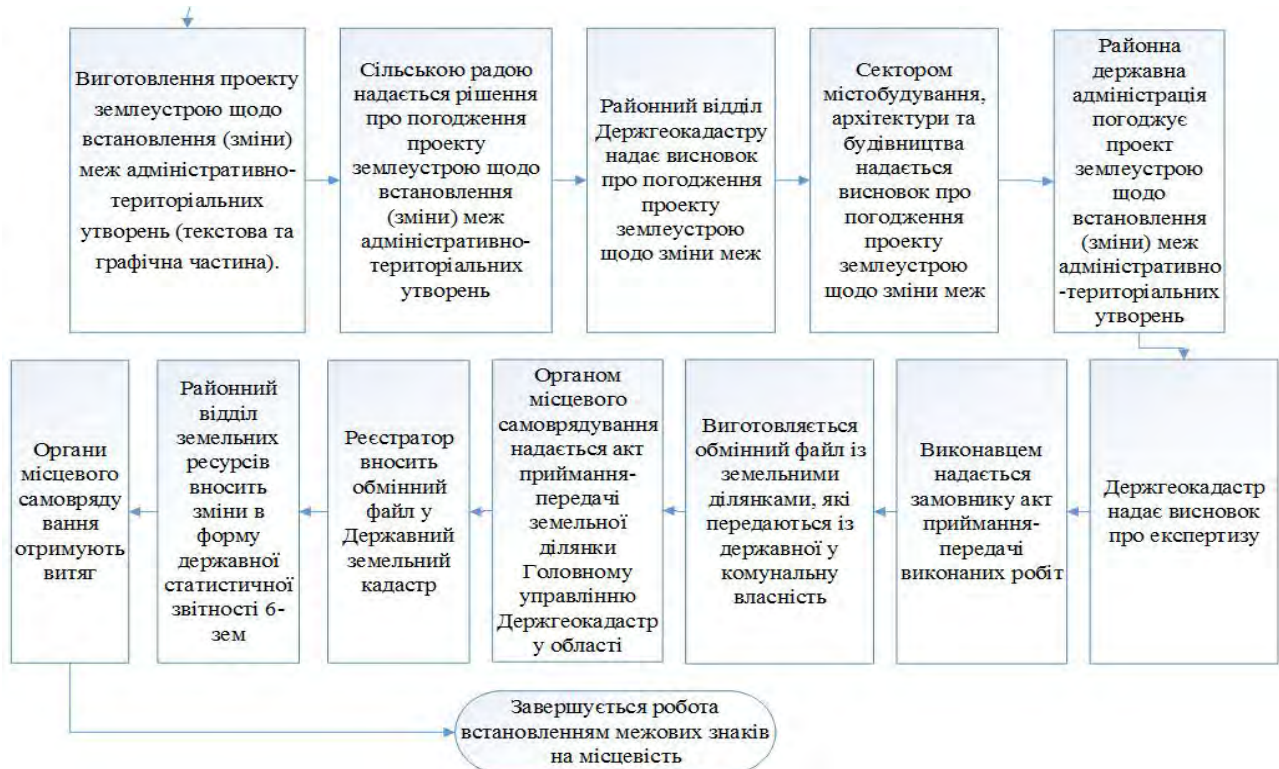 Виготовлення проекту
землеустрою щодо
встановлення (зміни)
меж адміністративно-
територіальних
утворень (текстова та
графічна частина).
Сільською радою
надається рішення
про погодження
проекту
землеустрою щодо
встановлення
(зміни) меж
адміністративно-
територіальних
утворень
Районний відділ
Держгеокадастру
надає висновок
про погодження
проекту
землеустрою
щодо зміни меж
Сектором
містобудування,
архітектури та
будівництва
надається
висновок про
погодження
проекту
землеустрою
щодо зміни меж
Районна
державна
адміністрація
погоджує
проект
землеустрою
щодо
встановлення
(зміни) меж
адміністративно
-територіальних
утворень
Держгеокадастр
надає висновок
про експертизу
Виконавцем
надається
замовнику акт
приймання-
передачі
виконаних робіт
Виготовляється
обмінний файл із
земельними
ділянками, які
передаються із
державної у
комунальну
власність
Органом
місцевого
самоврядування
надається акт
приймання-
передачі
земельної
ділянки
Головному
управлінню
Держгеокадастр
у області
Реєстратор
вносить
обмінний
файл у
Державний
земельний
кадастр
Районний
відділ
земельних
ресурсів
вносить
зміни в
форму
державної
статистичної
звітності 6-
зем
Органи
місцевого
самовряду
вання
отримують
витяг
Завершується робота
встановленням межових знаків
на місцевість